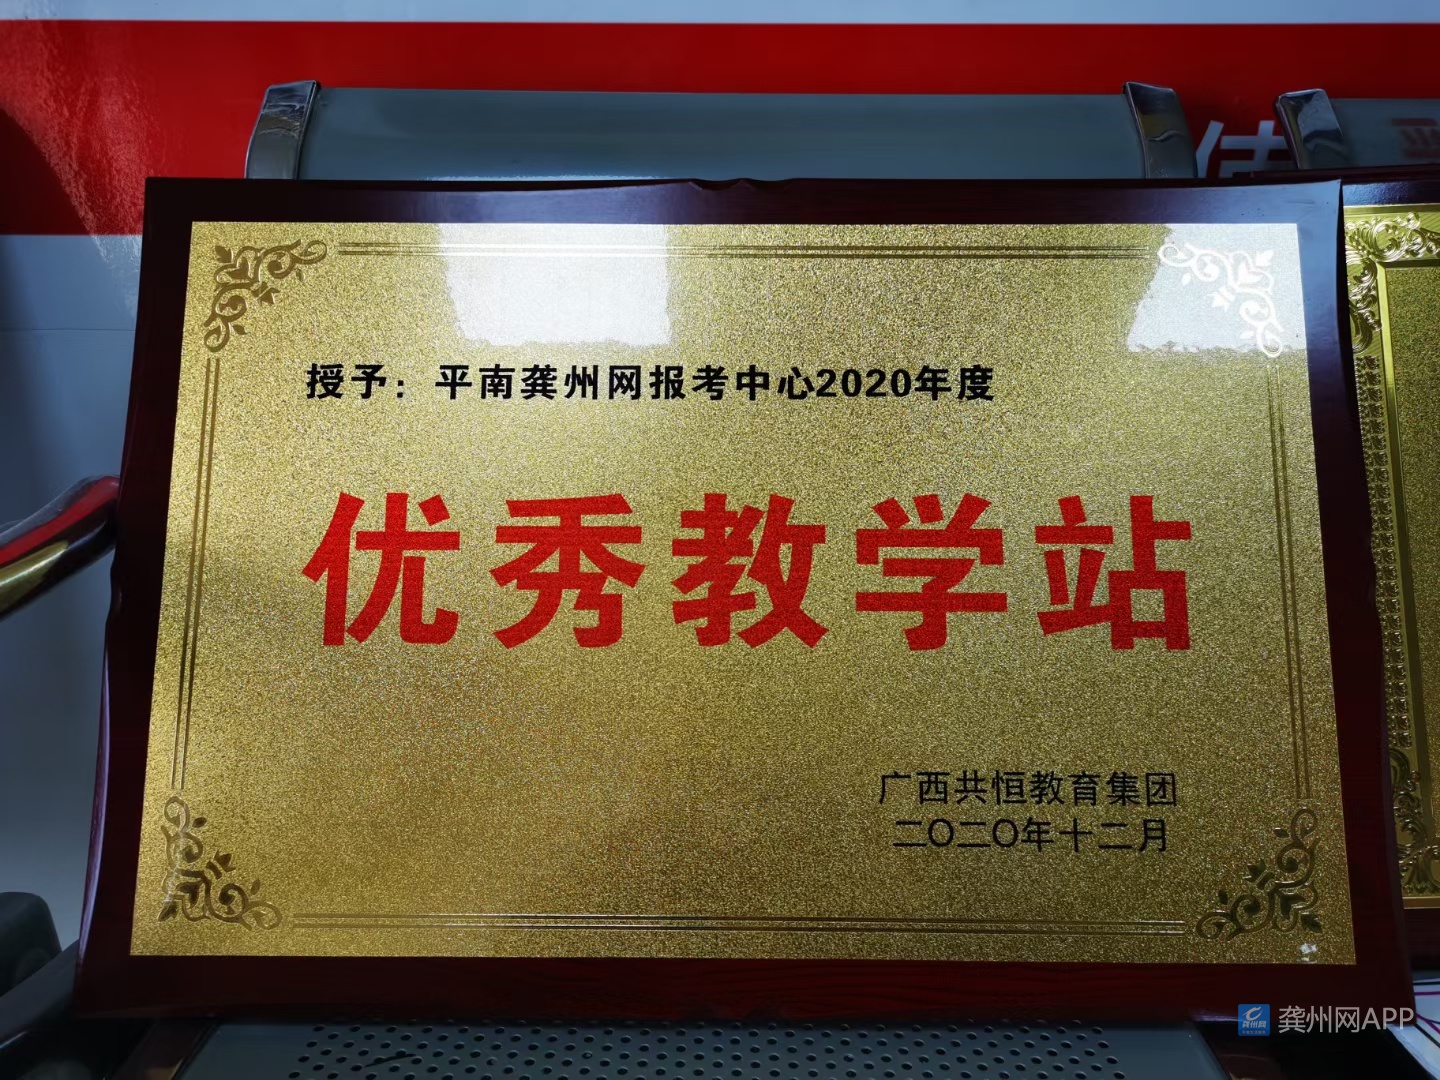 授予：平南龚州网报考中心2020年度
优秀教学站
广西共恒教育集团
二〇二〇年十二月
龚州网APP